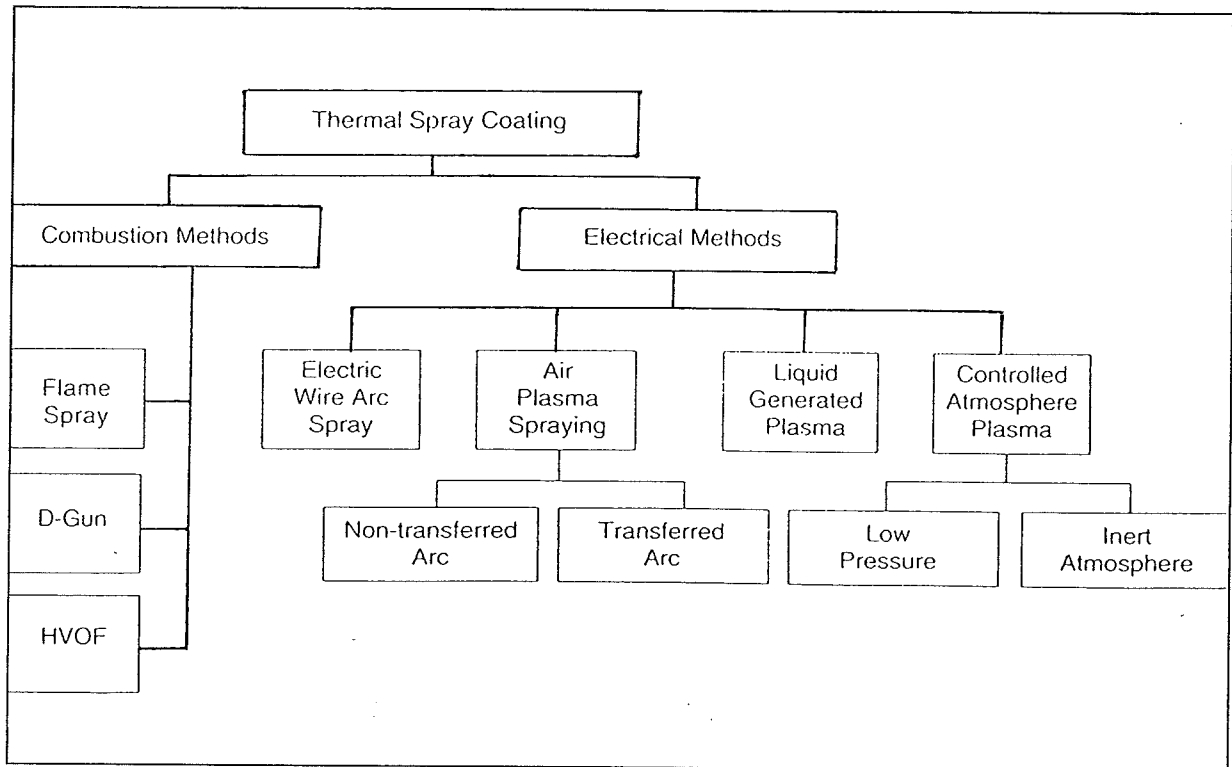 Thermal Spray Coating
Combustion Methods
Electrical Methods
Flame
Spray
D-Gun
HVOF
Electric
Wire Arc
Spray
Air
Plasma
Spraying
Liquid
Generated
Plasma
Controlled
Atmosphere
Plasma
Non-transferred
Arc
Transferred
Arc
Low
Pressure
Inert
Atmosphere